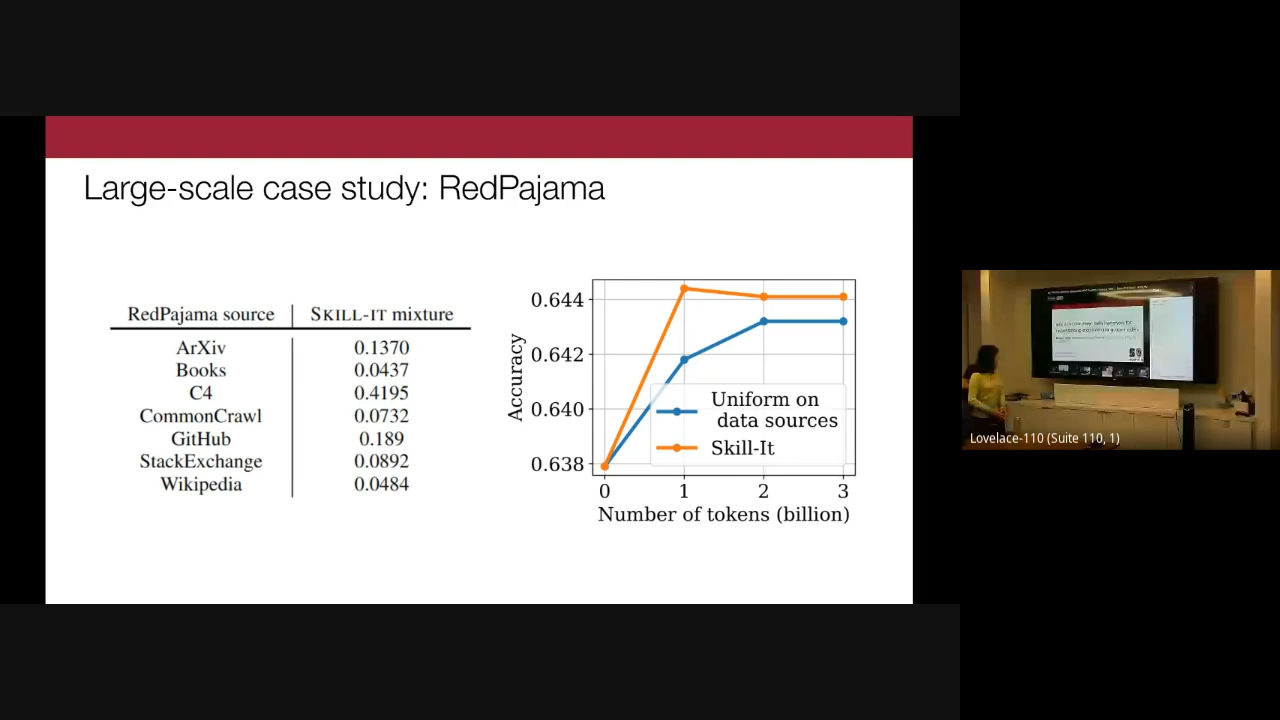 Large-scale case study: RedPajama
RedPajama source SKILL-IT mixture
ArXiv 0.1370
Books 0.0437
C4 0.4195
CommonCrawl 0.0732
GitHub 0.189
StackExchange 0.0892
Wikipedia 0.0484
Accuracy
0.644
0.642
0.640
0.638
Uniform on
data sources
Skill-It
0 1 2 3
Number of tokens (billion)
Lovelace-110 (Suite 110, 1)